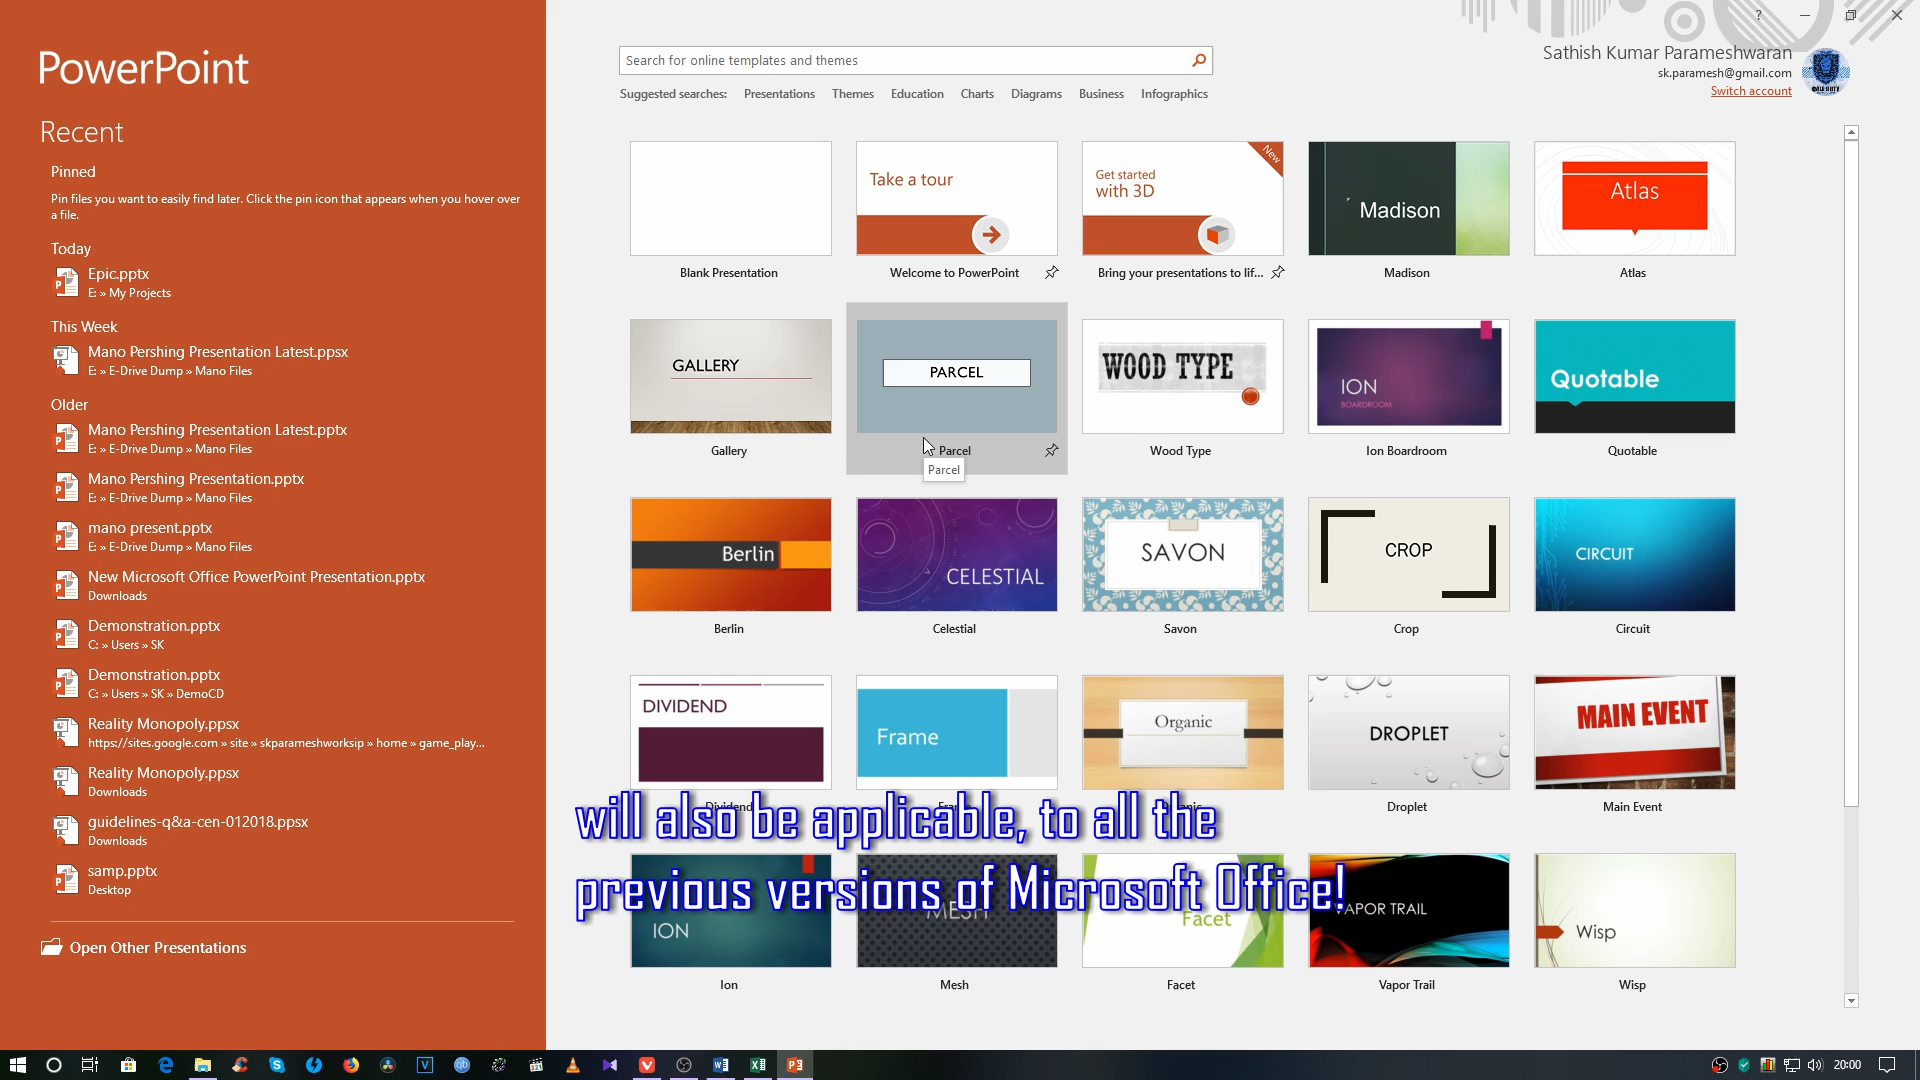 PowerPoint
Recent
Pinned
Pin files you want to easily find later. Click the pin icon that appears when you hover over
a file.
Today
Epic.pptx
E: » My Projects
This Week
Mano Pershing Presentation Latest.ppsx
E: » E-Drive Dump » Mano Files
Older
Mano Pershing Presentation Latest.pptx
E: » E-Drive Dump » Mano Files
Mano Pershing Presentation.pptx
E: » E-Drive Dump » Mano Files
mano present.pptx
E: » E-Drive Dump » Mano Files
New Microsoft Office PowerPoint Presentation.pptx
Downloads
Demonstration.pptx
C: » Users » SK
Demonstration.pptx
C: » Users » SK » DemoCD
Reality Monopoly.ppsx
https://sites.google.com » site » skparameshworksip » home » game_play...
Reality Monopoly.ppsx
Downloads
guidelines-q&a-cen-012018.ppsx
Downloads
samp.pptx
Desktop
Open Other Presentations
Search for online templates and themes
Suggested searches: Presentations Themes Education Charts Diagrams Business Infographics
?
Sathish Kumar Parameshwaran
sk.paramesh@gmail.com
Switch account
Take a tour
Get started
with 3D
New
Madison
Atlas
Blank Presentation
Welcome to PowerPoint
Bring your presentations to lif...
Madison
Atlas
GALLERY
PARCEL
WOOD TYPE
ION
BOARDROOM
Quotable
Gallery
Parcel
Wood Type
Ion Boardroom
Quotable
Parcel
Berlin
CELESTIAL
SAVON
CROP
CIRCUIT
Berlin
Celestial
Savon
Crop
Circuit
DIVIDEND
Frame
Organic
DROPLET
MAIN EVENT
Dividend
Droplet
Main Event
will also be applicable, to all the
previous versions of Microsoft Office!
ION
MESH
Facet
VAPOR TRAIL
Wisp
Ion
Mesh
Facet
Vapor Trail
Wisp
20:00